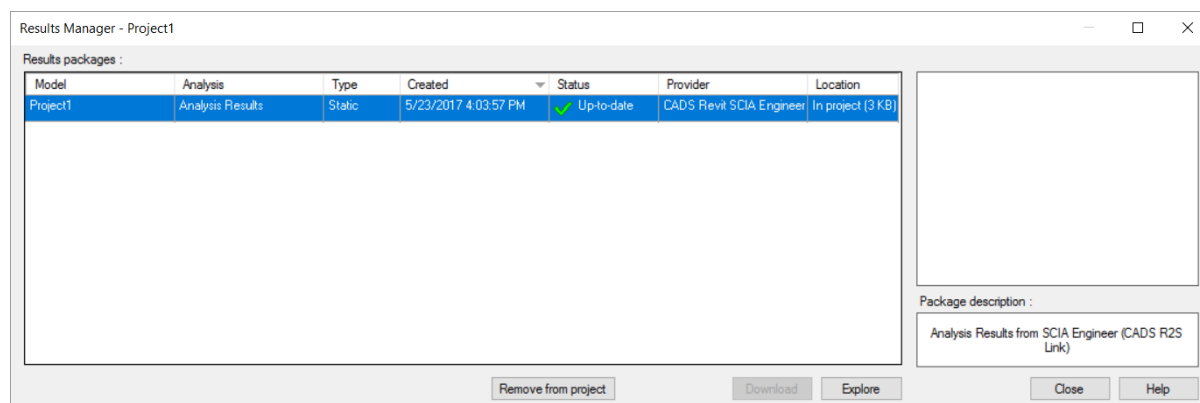 Results Manager - Project1
Results packages :
Model Analysis Type Created Status Provider Location
Project1 Analysis Results Static 5/23/2017 4:03:57 PM Up-to-date CADS Revit SCIA Engineer In project (3 KB)
Package description :
Analysis Results from SCIA Engineer (CADS R2S
Link)
Remove from project Download Explore Close Help